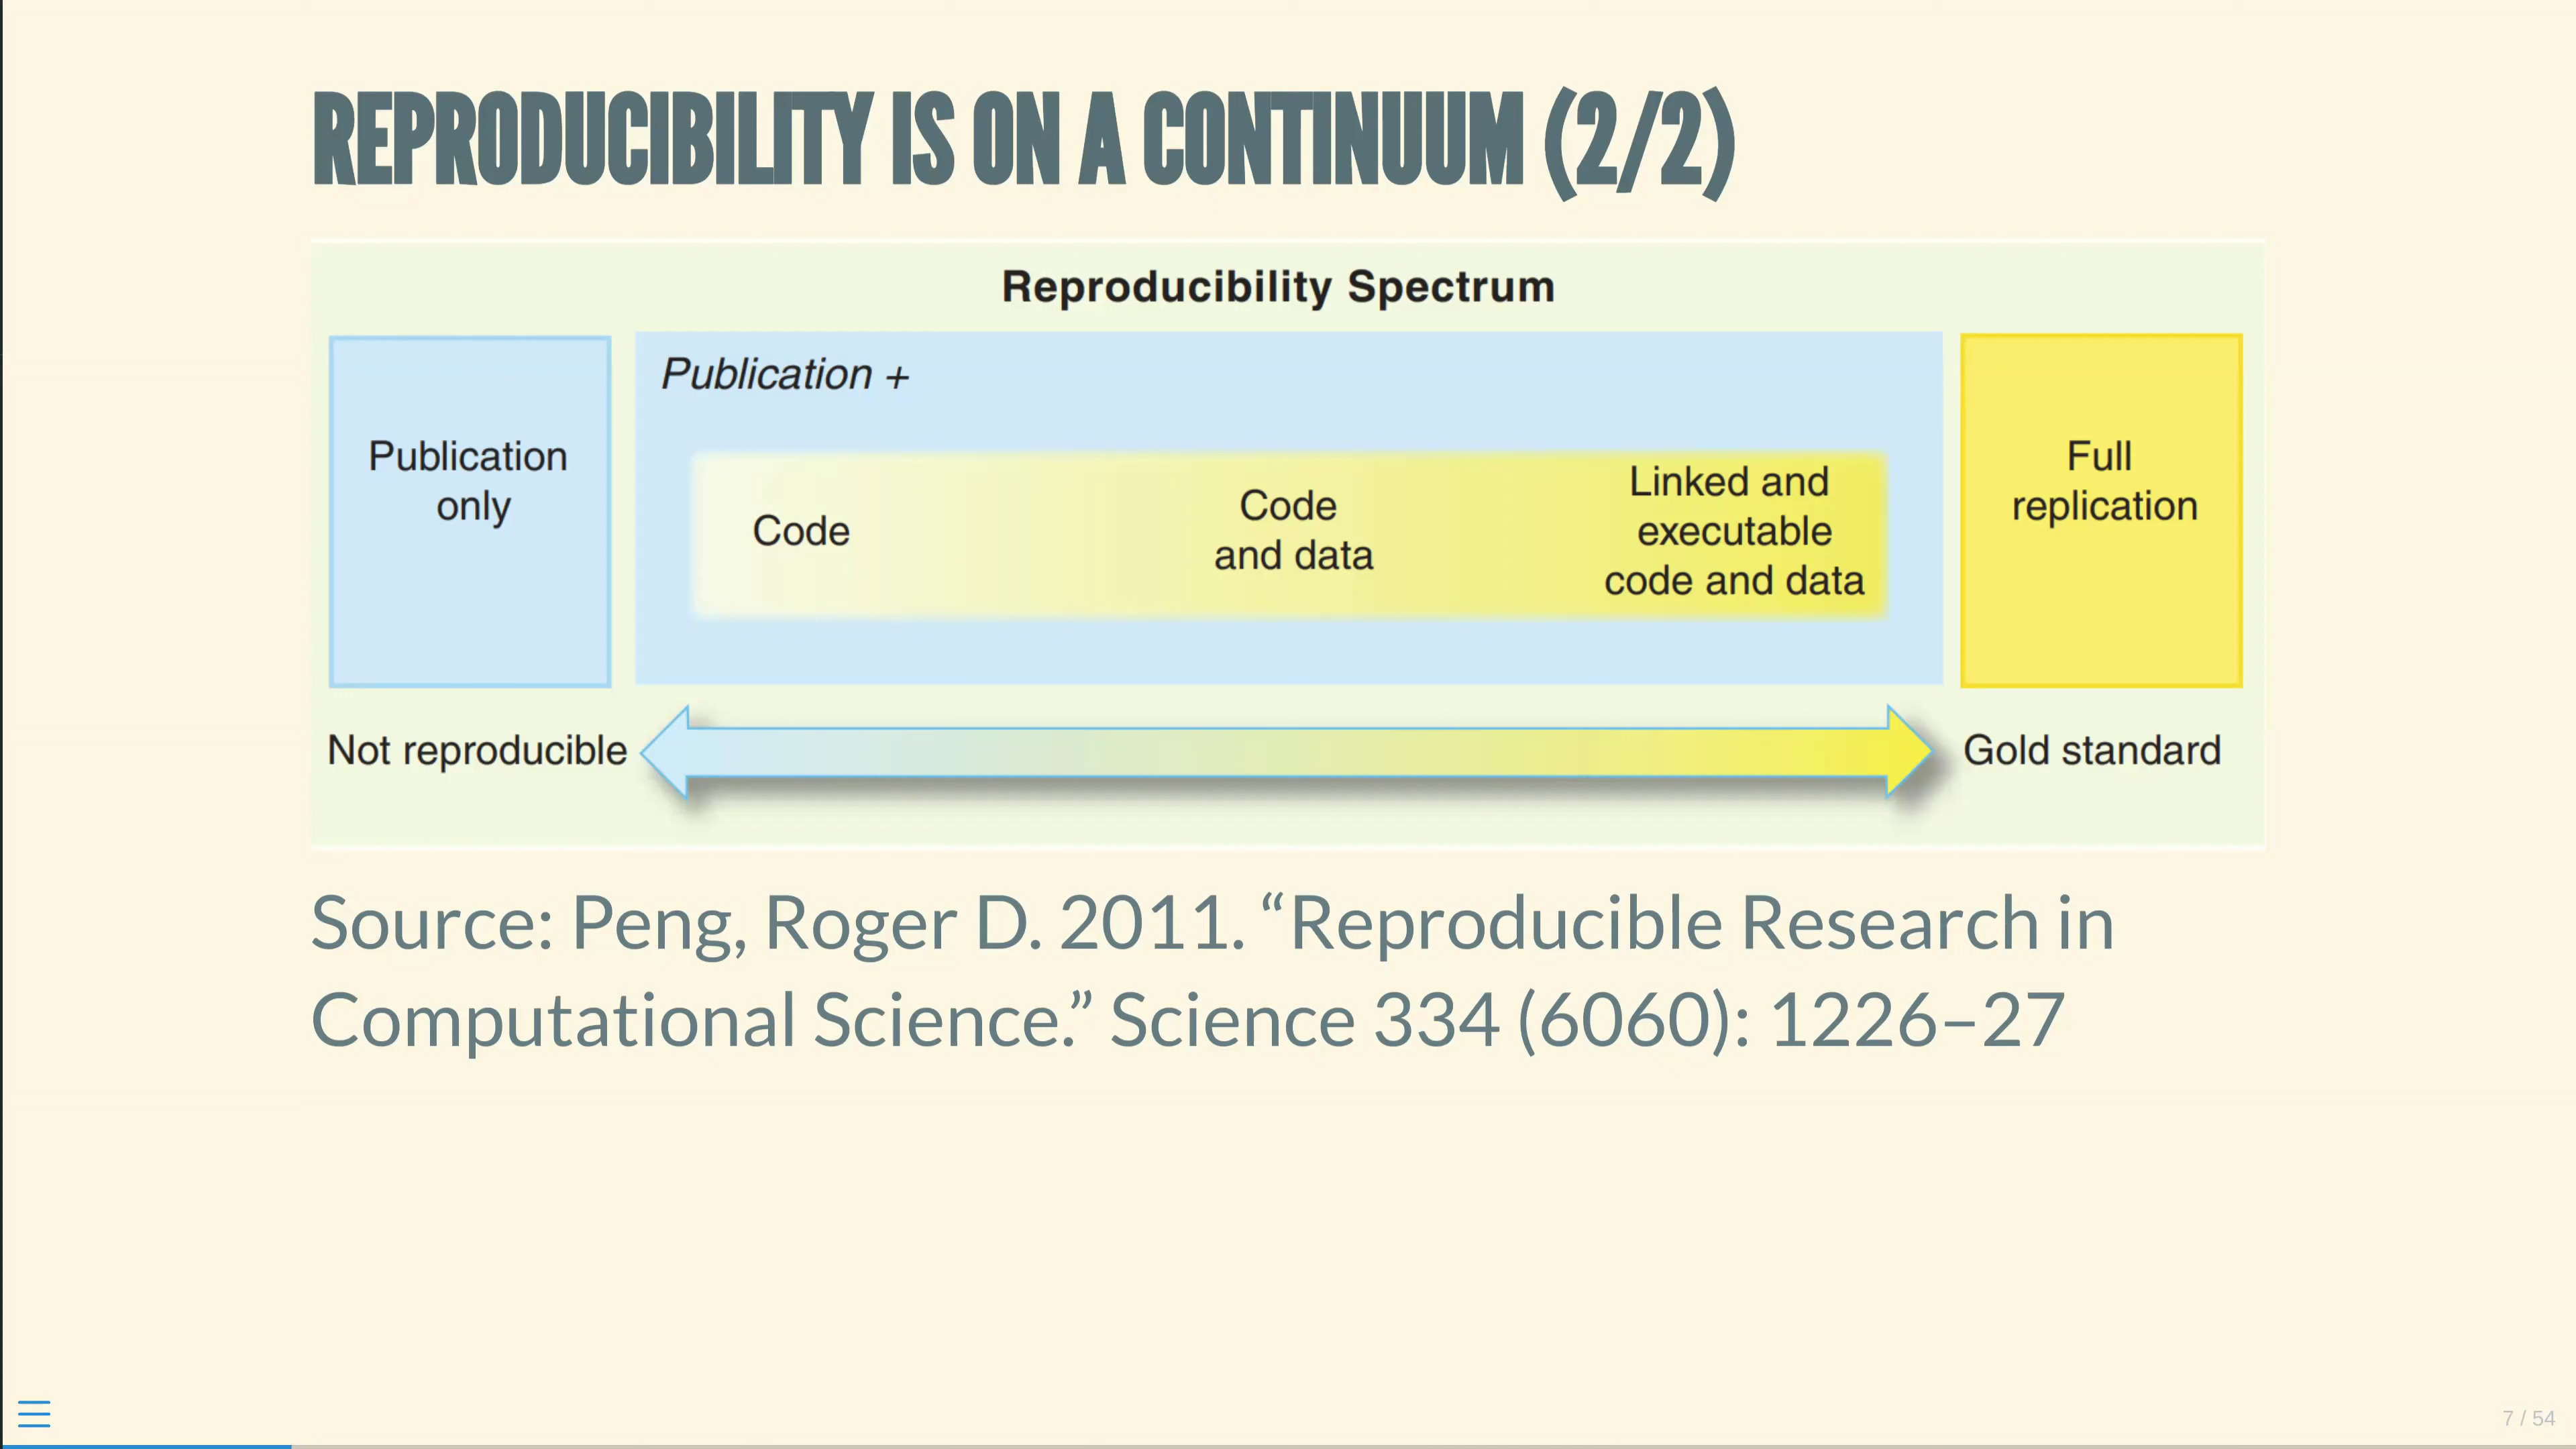 REPRODUCIBILITY IS ON A CONTINUUM (2/2)
Reproducibility Spectrum
Publication
only
Publication +
Code
Code
and data
Linked and
executable
code and data
Full
replication
Not reproducible
Gold standard
Source: Peng, Roger D. 2011. “Reproducible Research in
Computational Science.” Science 334 (6060): 1226–27
7 / 54